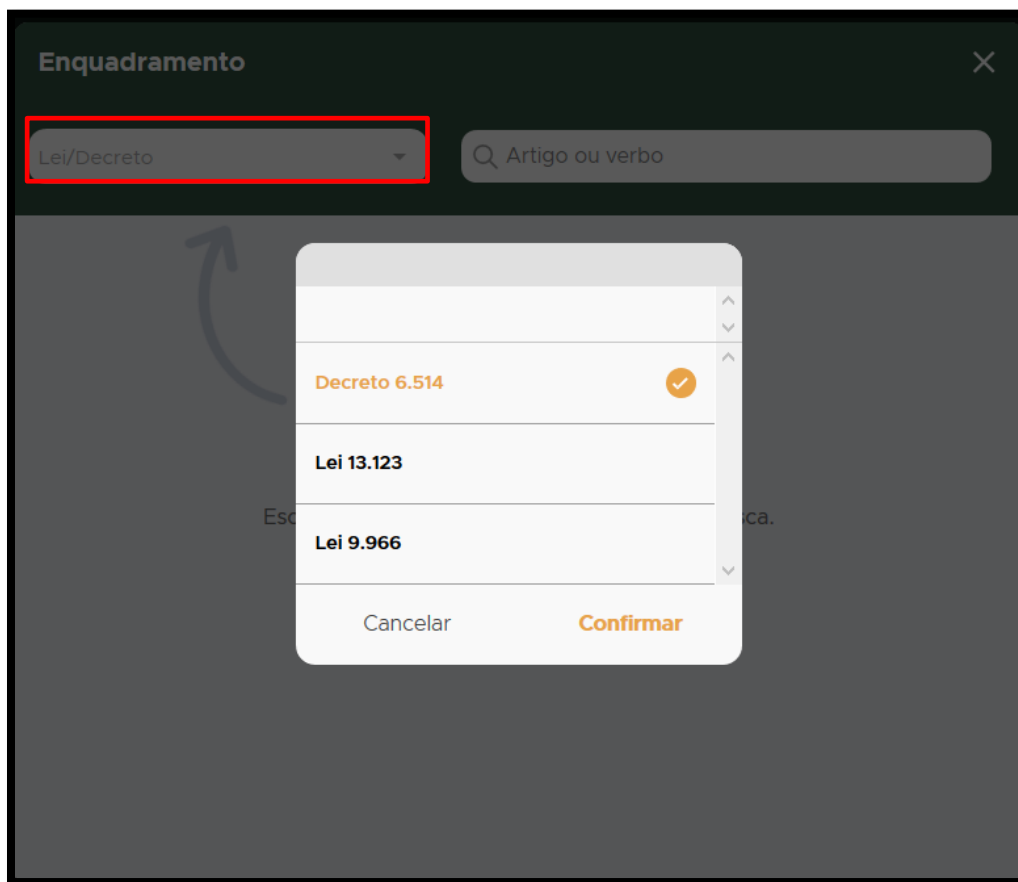 Enquadramento
Lei/Decreto
Artigo ou verbo
Decreto 6.514
Lei 13.123
Lei 9.966
Cancelar Confirmar